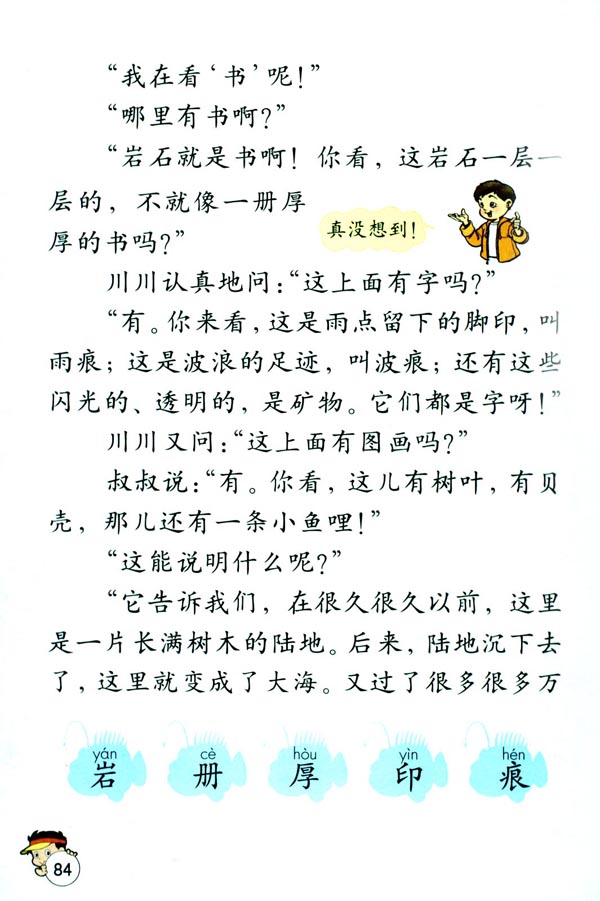 “我在看‘书’呢！”
“哪里有书啊？”
“岩石就是书啊！你看，这岩石一层一
层的，不就像一册厚
厚的书吗？”
真没想到！
川川认真地问：“这上面有字吗？”
“有。你来看，这是雨点留下的脚印，叫
雨痕；这是波浪的足迹，叫波痕；还有这些
闪光的、透明的，是矿物。它们都是字呀！”
川川又问：“这上面有图画吗？”
叔叔说：“有。你看，这儿有树叶，有贝
壳，那儿还有一条小鱼哩！”
“这能说明什么呢？”
“它告诉我们，在很久很久以前，这里
是一片长满树木的陆地。后来，陆地沉下去
了，这里就变成了大海。又过了很多很多万
yán cè hòu yìn hén
岩 册 厚 印 痕
84